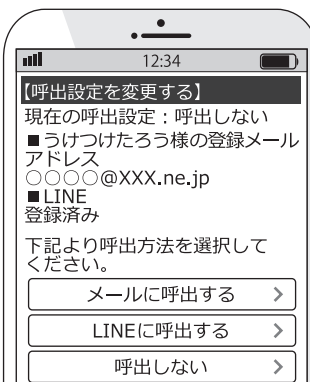 12:34
【呼出設定を変更する】
現在の呼出設定：呼出しない
■うけつけたろう様の登録メール
アドレス
○○○○@XXX.ne.jp
■LINE
登録済み
下記より呼出方法を選択して
ください。
メールに呼出する
LINEに呼出する
呼出しない